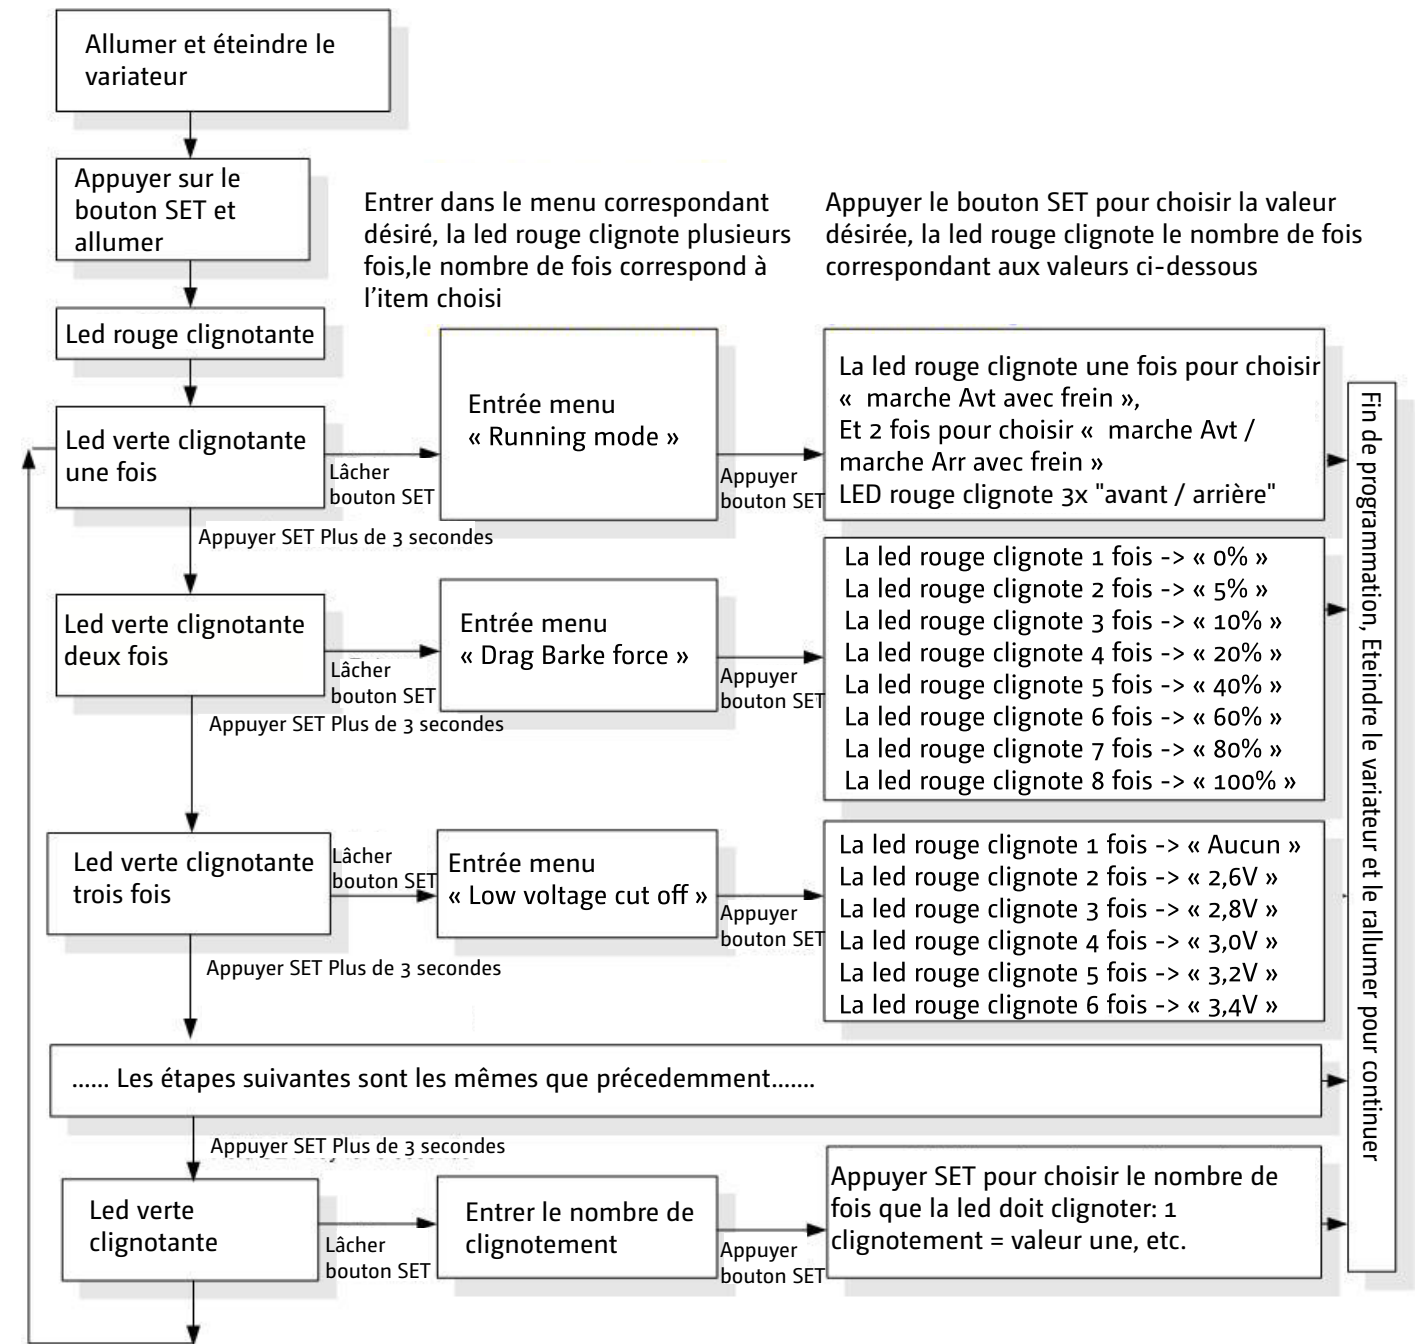 Allumer et éteindre le
variateur
Appuyer sur le
bouton SET et
allumer
Entrer dans le menu correspondant
désiré, la led rouge clignote plusieurs
fois,le nombre de fois correspond à
l'item choisi
Appuyer le bouton SET pour choisir la valeur
désirée, la led rouge clignote le nombre de fois
correspondant aux valeurs ci-dessous
Led rouge clignotante
Led verte clignotante
une fois
Lâcher
bouton SET
Entrée menu
« Running mode »
Appuyer
bouton SET
La led rouge clignote une fois pour choisir
« marche Avt avec frein »,
Et 2 fois pour choisir « marche Avt /
marche Arr avec frein »
LED rouge clignote 3x "avant / arrière"
Appuyer SET Plus de 3 secondes
Led verte clignotante
deux fois
Lâcher
bouton SET
Entrée menu
« Drag Barke force »
Appuyer
bouton SET
La led rouge clignote 1 fois -> « 0% »
La led rouge clignote 2 fois -> « 5% »
La led rouge clignote 3 fois -> « 10% »
La led rouge clignote 4 fois -> « 20% »
La led rouge clignote 5 fois -> « 40% »
La led rouge clignote 6 fois -> « 60% »
La led rouge clignote 7 fois -> « 80% »
La led rouge clignote 8 fois -> « 100% »
Appuyer SET Plus de 3 secondes
Led verte clignotante
trois fois
Lâcher
bouton SET
Entrée menu
« Low voltage cut off »
Appuyer
bouton SET
La led rouge clignote 1 fois -> « Aucun »
La led rouge clignote 2 fois -> « 2,6V »
La led rouge clignote 3 fois -> « 2,8V »
La led rouge clignote 4 fois -> « 3,0V »
La led rouge clignote 5 fois -> « 3,2V »
La led rouge clignote 6 fois -> « 3,4V »
Appuyer SET Plus de 3 secondes
...... Les étapes suivantes sont les mêmes que précedemment.......
Appuyer SET Plus de 3 secondes
Led verte
clignotante
Lâcher
bouton SET
Entrer le nombre de
clignotement
Appuyer
bouton SET
Appuyer SET pour choisir le nombre de
fois que la led doit clignoter: 1
clignotement = valeur une, etc.
Fin de programmation, Eteindre le variateur et le rallumer pour continuer